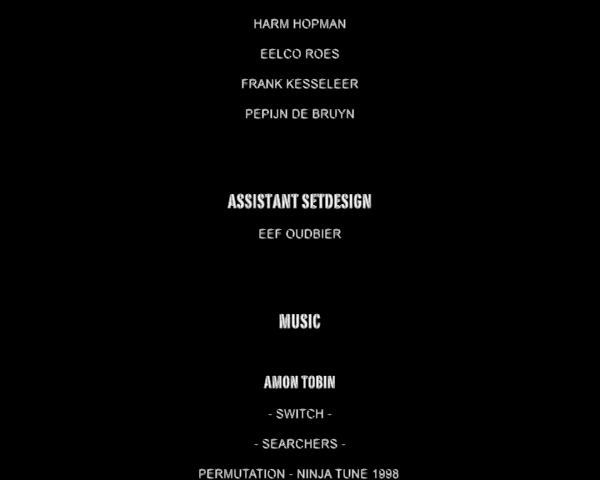 HARM HOPMAN
EELCO ROES
FRANK KESSELEER
PEPIJN DE BRUYN
ASSISTANT SETDESIGN
EEF OUDBIER
MUSIC
AMON TOBIN
- SWITCH -
- SEARCHERS -
PERMUTATION - NINJA TUNE 1998